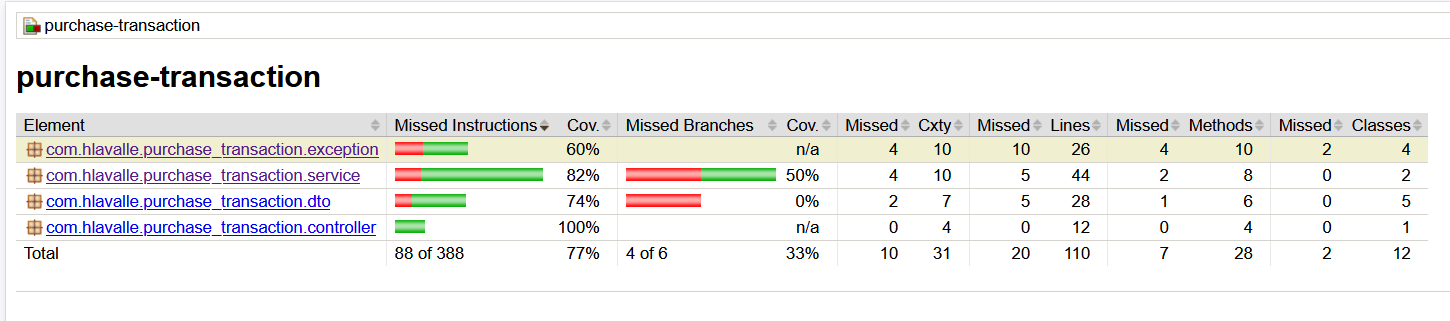 purchase-transaction
purchase-transaction
Element Missed Instructions Cov. Missed Branches Cov. Missed Cxty Missed Lines Missed Methods Missed Classes
com.hlavalle.purchase_transaction.exception 60% n/a 4 10 10 26 4 10 2 4
com.hlavalle.purchase_transaction.service 82% 50% 4 10 5 44 2 8 0 2
com.hlavalle.purchase_transaction.dto 74% 0% 2 7 5 28 1 6 0 5
com.hlavalle.purchase_transaction.controller 100% n/a 0 4 0 12 0 4 0 1
Total 88 of 388 77% 4 of 6 33% 10 31 20 110 7 28 2 12